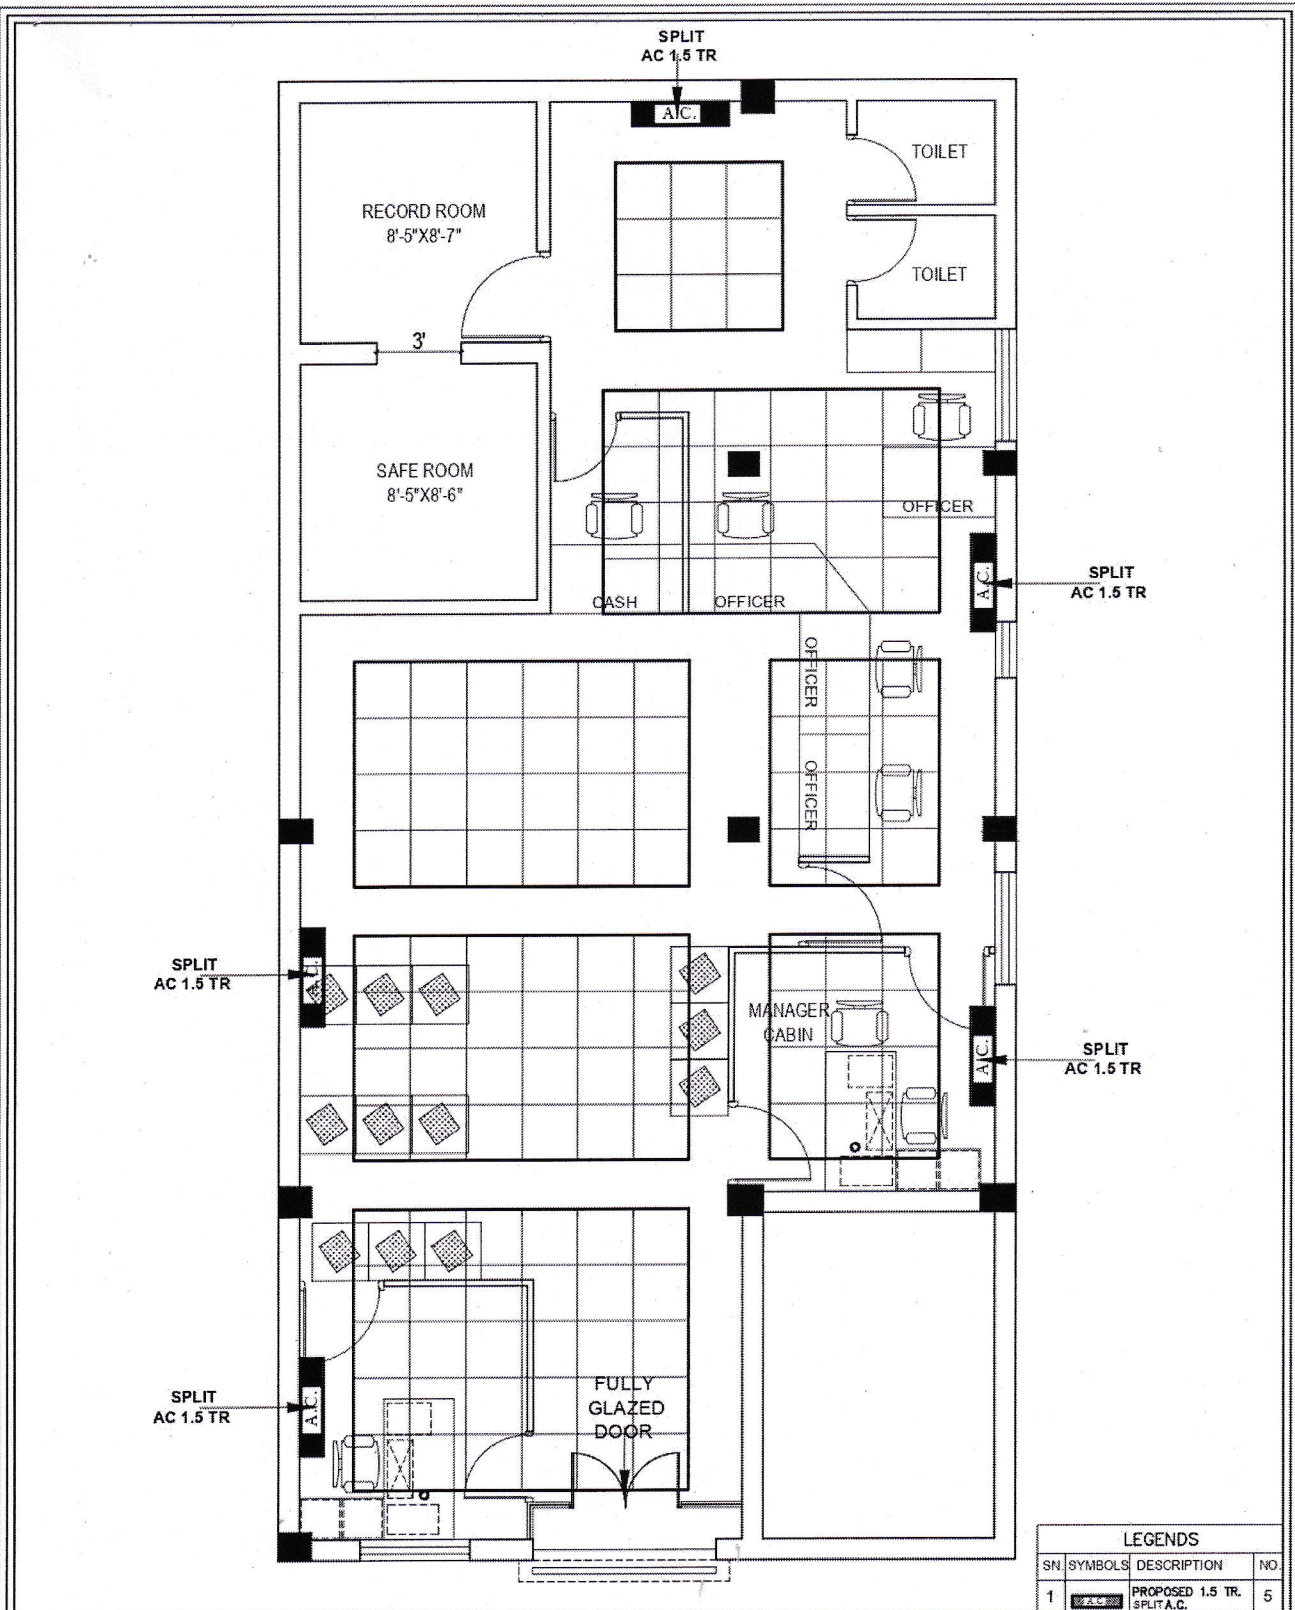 SPLIT
AC 1.5 TR
A.C.
TOILET
RECORD ROOM
8'-5"X8'-7"
TOILET
3'
SAFE ROOM
8'-5"X8'-6"
OFFICER
SPLIT
AC 1.5 TR
A.C.
CASH
OFFICER
OFFICER
OFFICER
SPLIT
AC 1.5 TR
MANAGER
CABIN
A.C.
SPLIT
AC 1.5 TR
SPLIT
AC 1.5 TR
A.C.
FULLY
GLAZED
DOOR
LEGENDS
SN. SYMBOLS DESCRIPTION NO.
1 A.C. PROPOSED 1.5 TR. 5
SPLIT A.C.